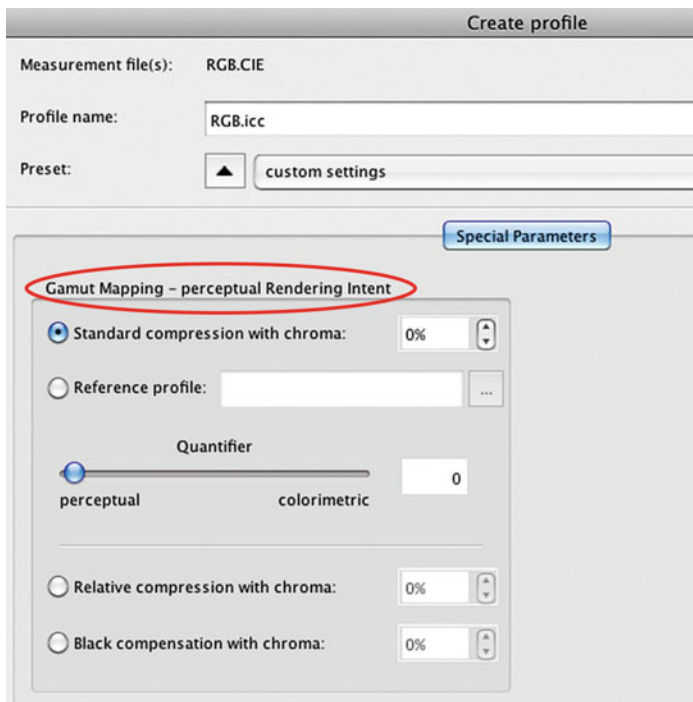 Create profile
Measurement file(s): RGB.CIE
Profile name: RGB.icc
Preset: custom settings
Special Parameters
Gamut Mapping – perceptual Rendering Intent
Standard compression with chroma: 0%
Reference profile: ...
Quantifier
0
perceptual colorimetric
Relative compression with chroma: 0%
Black compensation with chroma: 0%